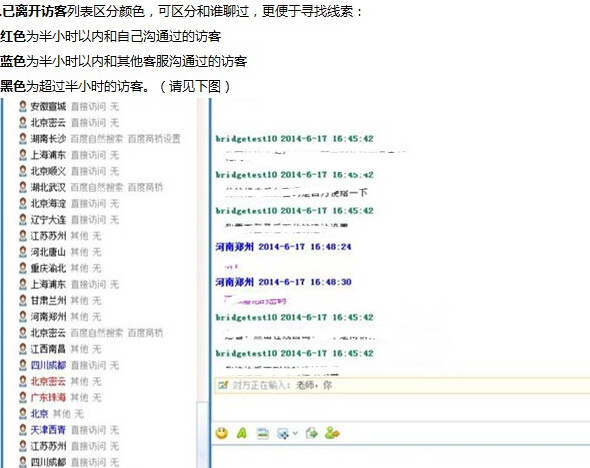 .已离开访客列表区分颜色，可区分和谁聊过，更便于寻找线索：
红色为半小时以内和自己沟通过的访客
蓝色为半小时以内和其他客服沟通过的访客
黑色为超过半小时的访客。（请见下图）
安徽宣城 直接访问 无
北京密云 直接访问 无
湖南长沙 百度自然搜索 百度商桥设置
上海浦东 直接访问 无
北京顺义 直接访问 无
湖北武汉 百度自然搜索 百度商桥
北京海淀 直接访问 无
辽宁大连 直接访问 无
江苏苏州 其他 无
河北唐山 其他 无
重庆渝北 其他 无
上海浦东 直接访问 无
甘肃兰州 其他 无
河南郑州 其他 无
北京密云 百度自然搜索 百度商桥
江西南昌 其他 无
四川成都 直接访问 无
北京密云 其他 无
广东珠海 其他 无
北京 其他 无
天津西青 直接访问 无
江苏苏州 直接访问 无
四川成都 直接访问 无
bridgetest10 2014-6-17 16:45:42
bridgetest10 2014-6-17 16:45:42
bridgetest10 2014-6-17 16:45:42
河南郑州 2014-6-17 16:48:24
河南郑州 2014-6-17 16:48:30
bridgetest10 2014-6-17 16:45:42
bridgetest10 2014-6-17 16:45:42
对方正在输入： 老师，你